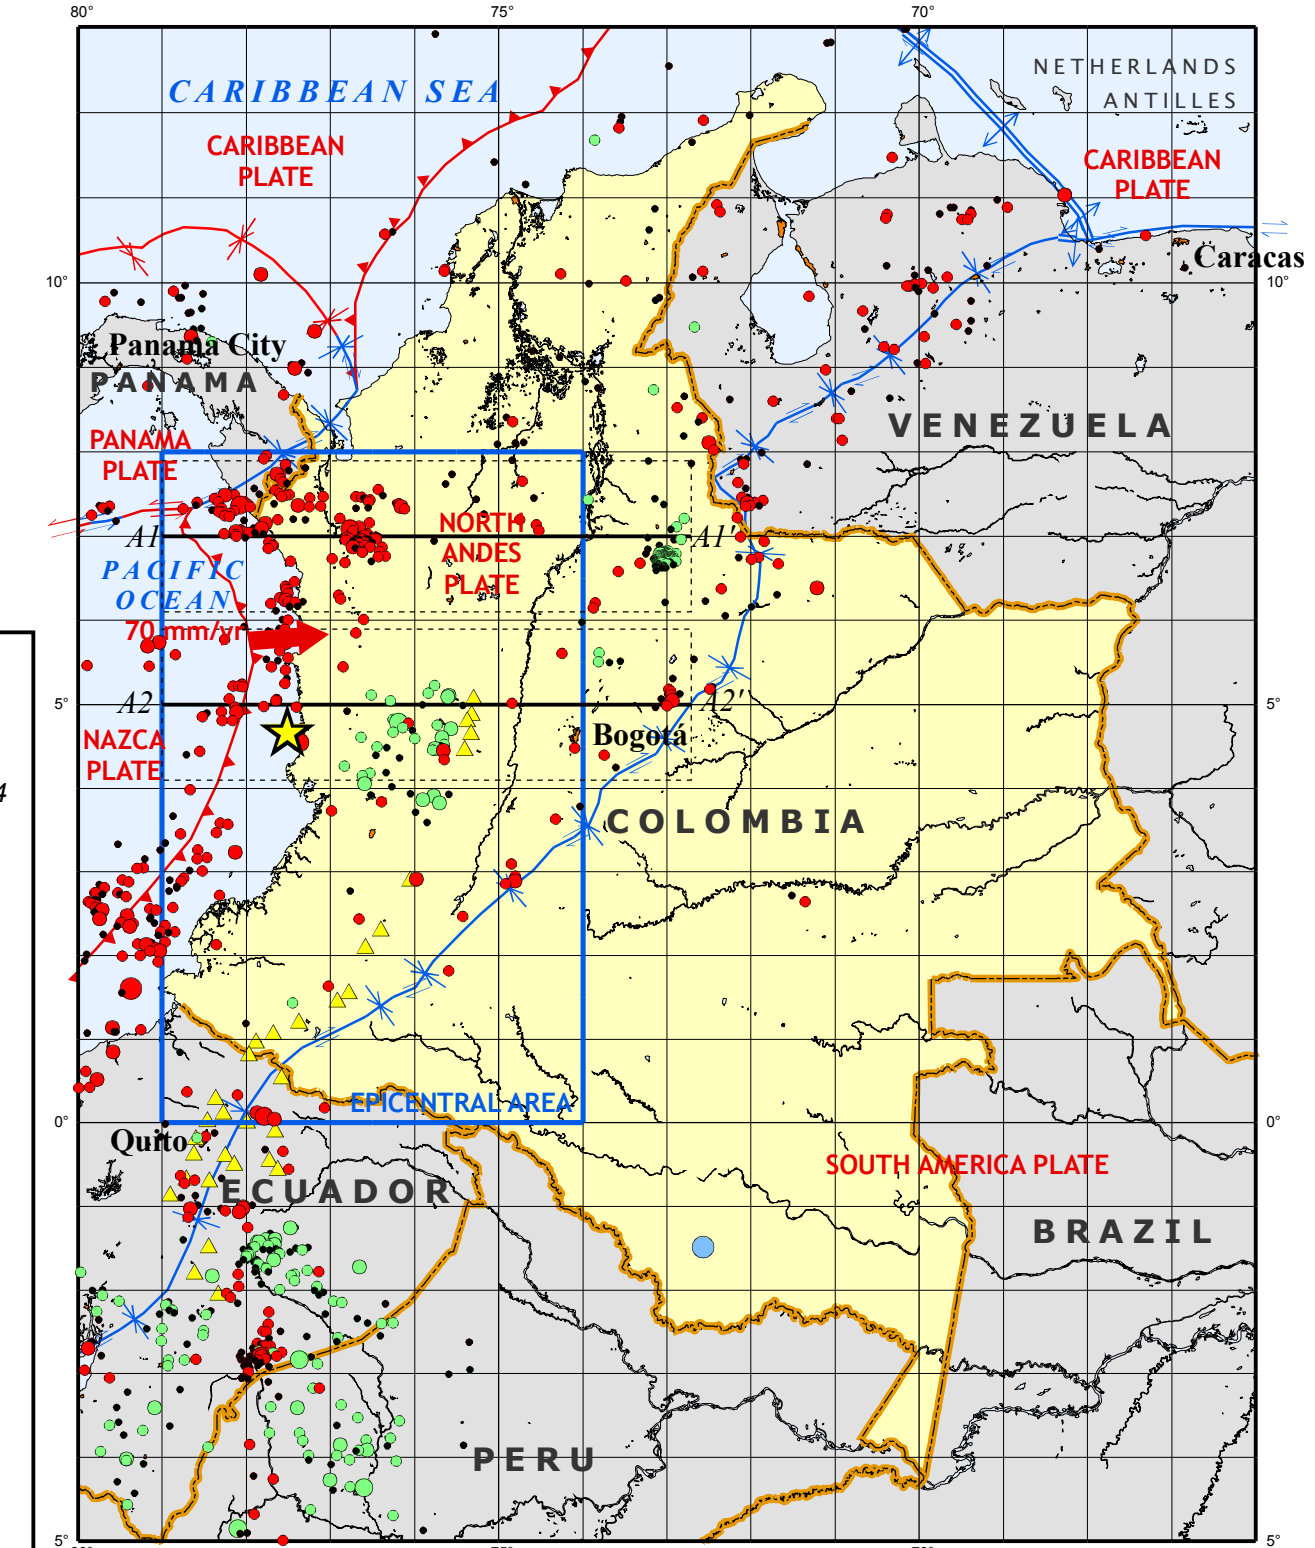 80°
75°
70°
CARIBBEAN SEA
NETHERLANDS
ANTILLES
CARIBBEAN
PLATE
CARIBBEAN
PLATE
Caracas
10°
10°
Panama City
PANAMA
VENEZUELA
PANAMA
PLATE
A1
A1'
NORTH
ANDES
PLATE
PACIFIC
OCEAN
70 mm/yr
5°
A2
A2'
5°
NAZCA
PLATE
Bogotá
4
COLOMBIA
EPICENTRAL AREA
0°
0°
Quito
SOUTH AMERICA PLATE
ECUADOR
BRAZIL
PERU
5°
5°